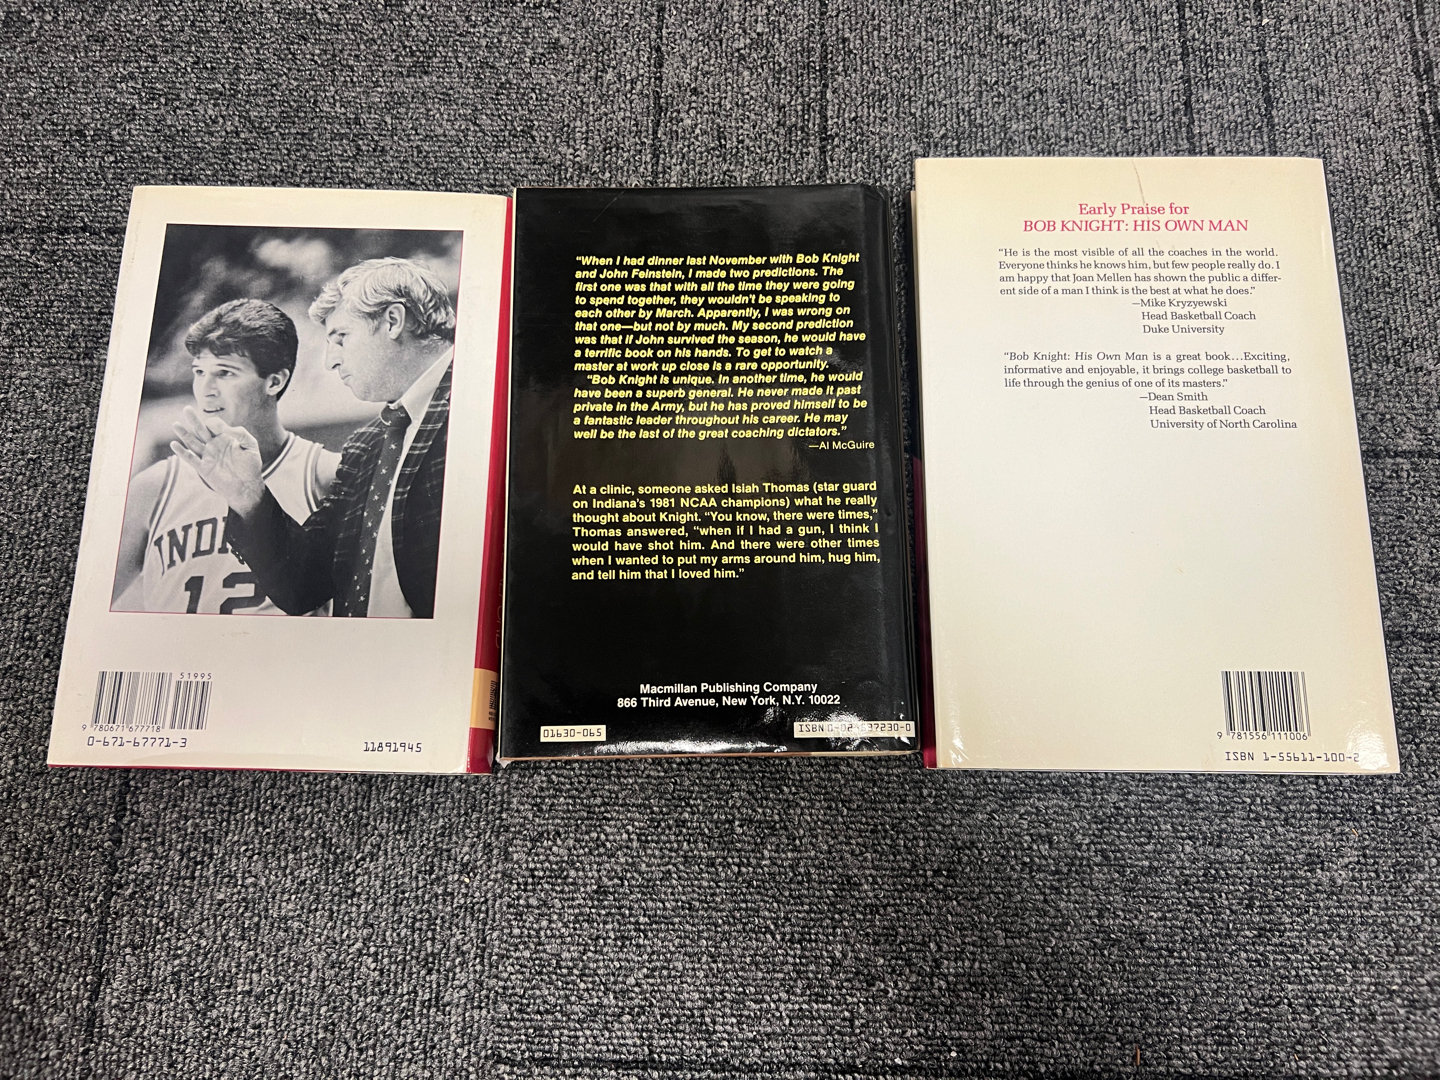 INDI
12
51995
9 780671 677718
0-671-67771-3
11891945
“When I had dinner last November with Bob Knight
and John Feinstein, I made two predictions. The
first one was that with all the time they were going
to spend together, they wouldn’t be speaking to
each other by March. Apparently, I was wrong on
that one—but not by much. My second prediction
was that if John survived the season, he would have
a terrific book on his hands. To get to watch a
master at work up close is a rare opportunity.
“Bob Knight is unique. In another time, he would
have been a superb general. He never made it past
private in the Army, but he has proved himself to be
a fantastic leader throughout his career. He may
well be the last of the great coaching dictators.”
—Al McGuire
At a clinic, someone asked Isiah Thomas (star guard
on Indiana’s 1981 NCAA champions) what he really
thought about Knight. “You know, there were times,”
Thomas answered, “when if I had a gun, I think I
would have shot him. And there were other times
when I wanted to put my arms around him, hug him,
and tell him that I loved him.”
Macmillan Publishing Company
866 Third Avenue, New York, N.Y. 10022
01630-065
ISBN 0-02-537230-0
Early Praise for
BOB KNIGHT: HIS OWN MAN
“He is the most visible of all the coaches in the world.
Everyone thinks he knows him, but few people really do. I
am happy that Joan Mellen has shown the public a differ-
ent side of a man I think is the best at what he does.”
—Mike Kryzyewski
Head Basketball Coach
Duke University
“Bob Knight: His Own Man is a great book...Exciting,
informative and enjoyable, it brings college basketball to
life through the genius of one of its masters.”
—Dean Smith
Head Basketball Coach
University of North Carolina
9 781556 111006
ISBN 1-55611-100-2